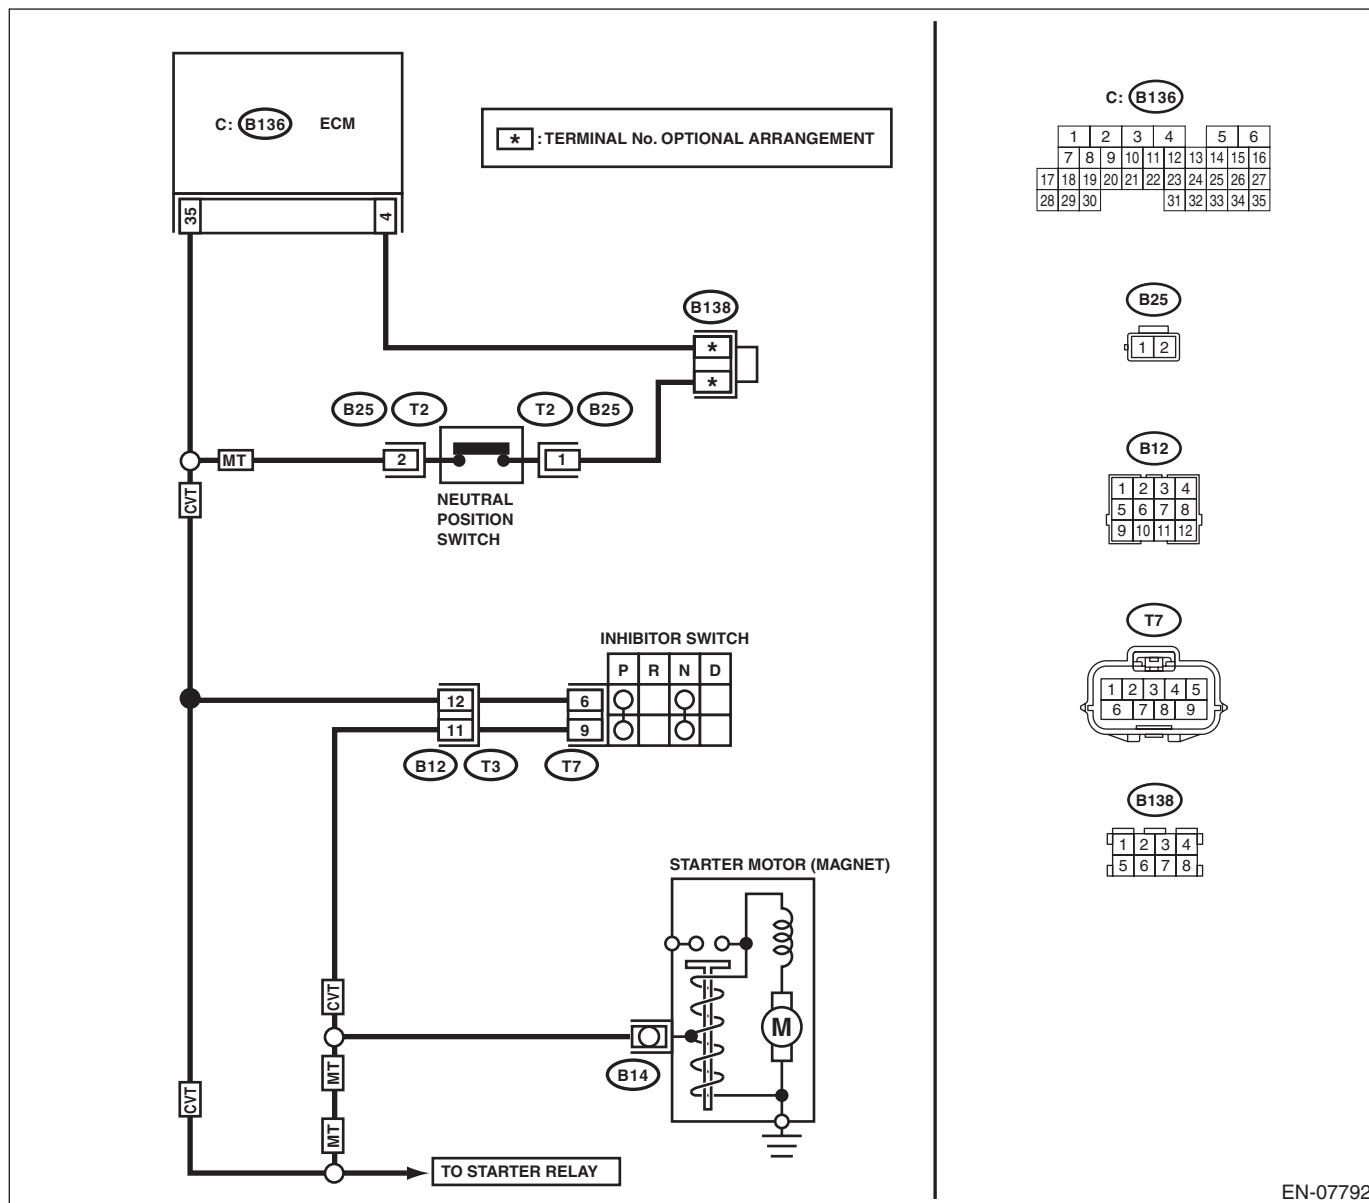 C: B136 ECM
35
4
* : TERMINAL No. OPTIONAL ARRANGEMENT
B138
*
*
B25 T2
T2 B25
MT
2
1
CVT
NEUTRAL
POSITION
SWITCH
INHIBITOR SWITCH
P R N D
12
6
11
9
B12 T3 T7
STARTER MOTOR (MAGNET)
CVT
M
MT
B14
CVT
MT
TO STARTER RELAY
C: B136
1 2 3 4 5 6
7 8 9 10 11 12 13 14 15 16
17 18 19 20 21 22 23 24 25 26 27
28 29 30 31 32 33 34 35
B25
1 2
B12
1 2 3 4
5 6 7 8
9 10 11 12
T7
1 2 3 4 5
6 7 8 9
B138
1 2 3 4
5 6 7 8
EN-07792